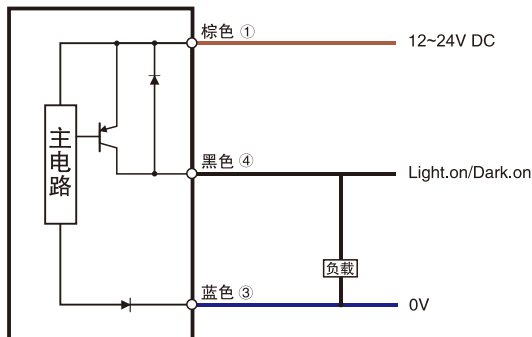 棕色 ① 12~24V DC
主电路
黑色 ④ Light.on/Dark.on
负载
蓝色 ③ 0V